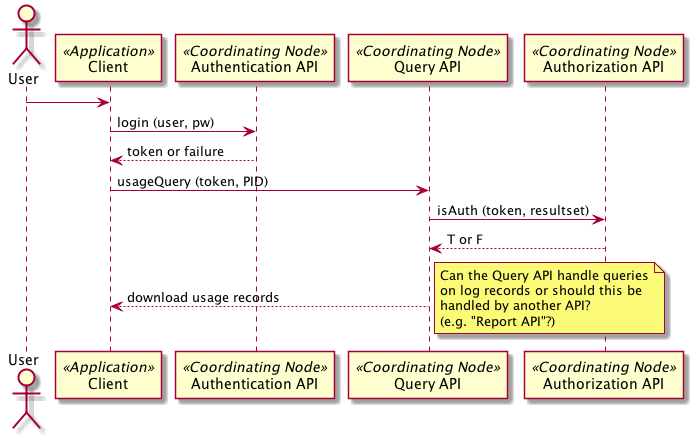 User
«Application»
Client
«Coordinating Node»
Authentication API
«Coordinating Node»
Query API
«Coordinating Node»
Authorization API
login (user, pw)
token or failure
usageQuery (token, PID)
isAuth (token, resultset)
T or F
Can the Query API handle queries
on log records or should this be
handled by another API?
(e.g. "Report API"?)
download usage records
User
«Application»
Client
«Coordinating Node»
Authentication API
«Coordinating Node»
Query API
«Coordinating Node»
Authorization API